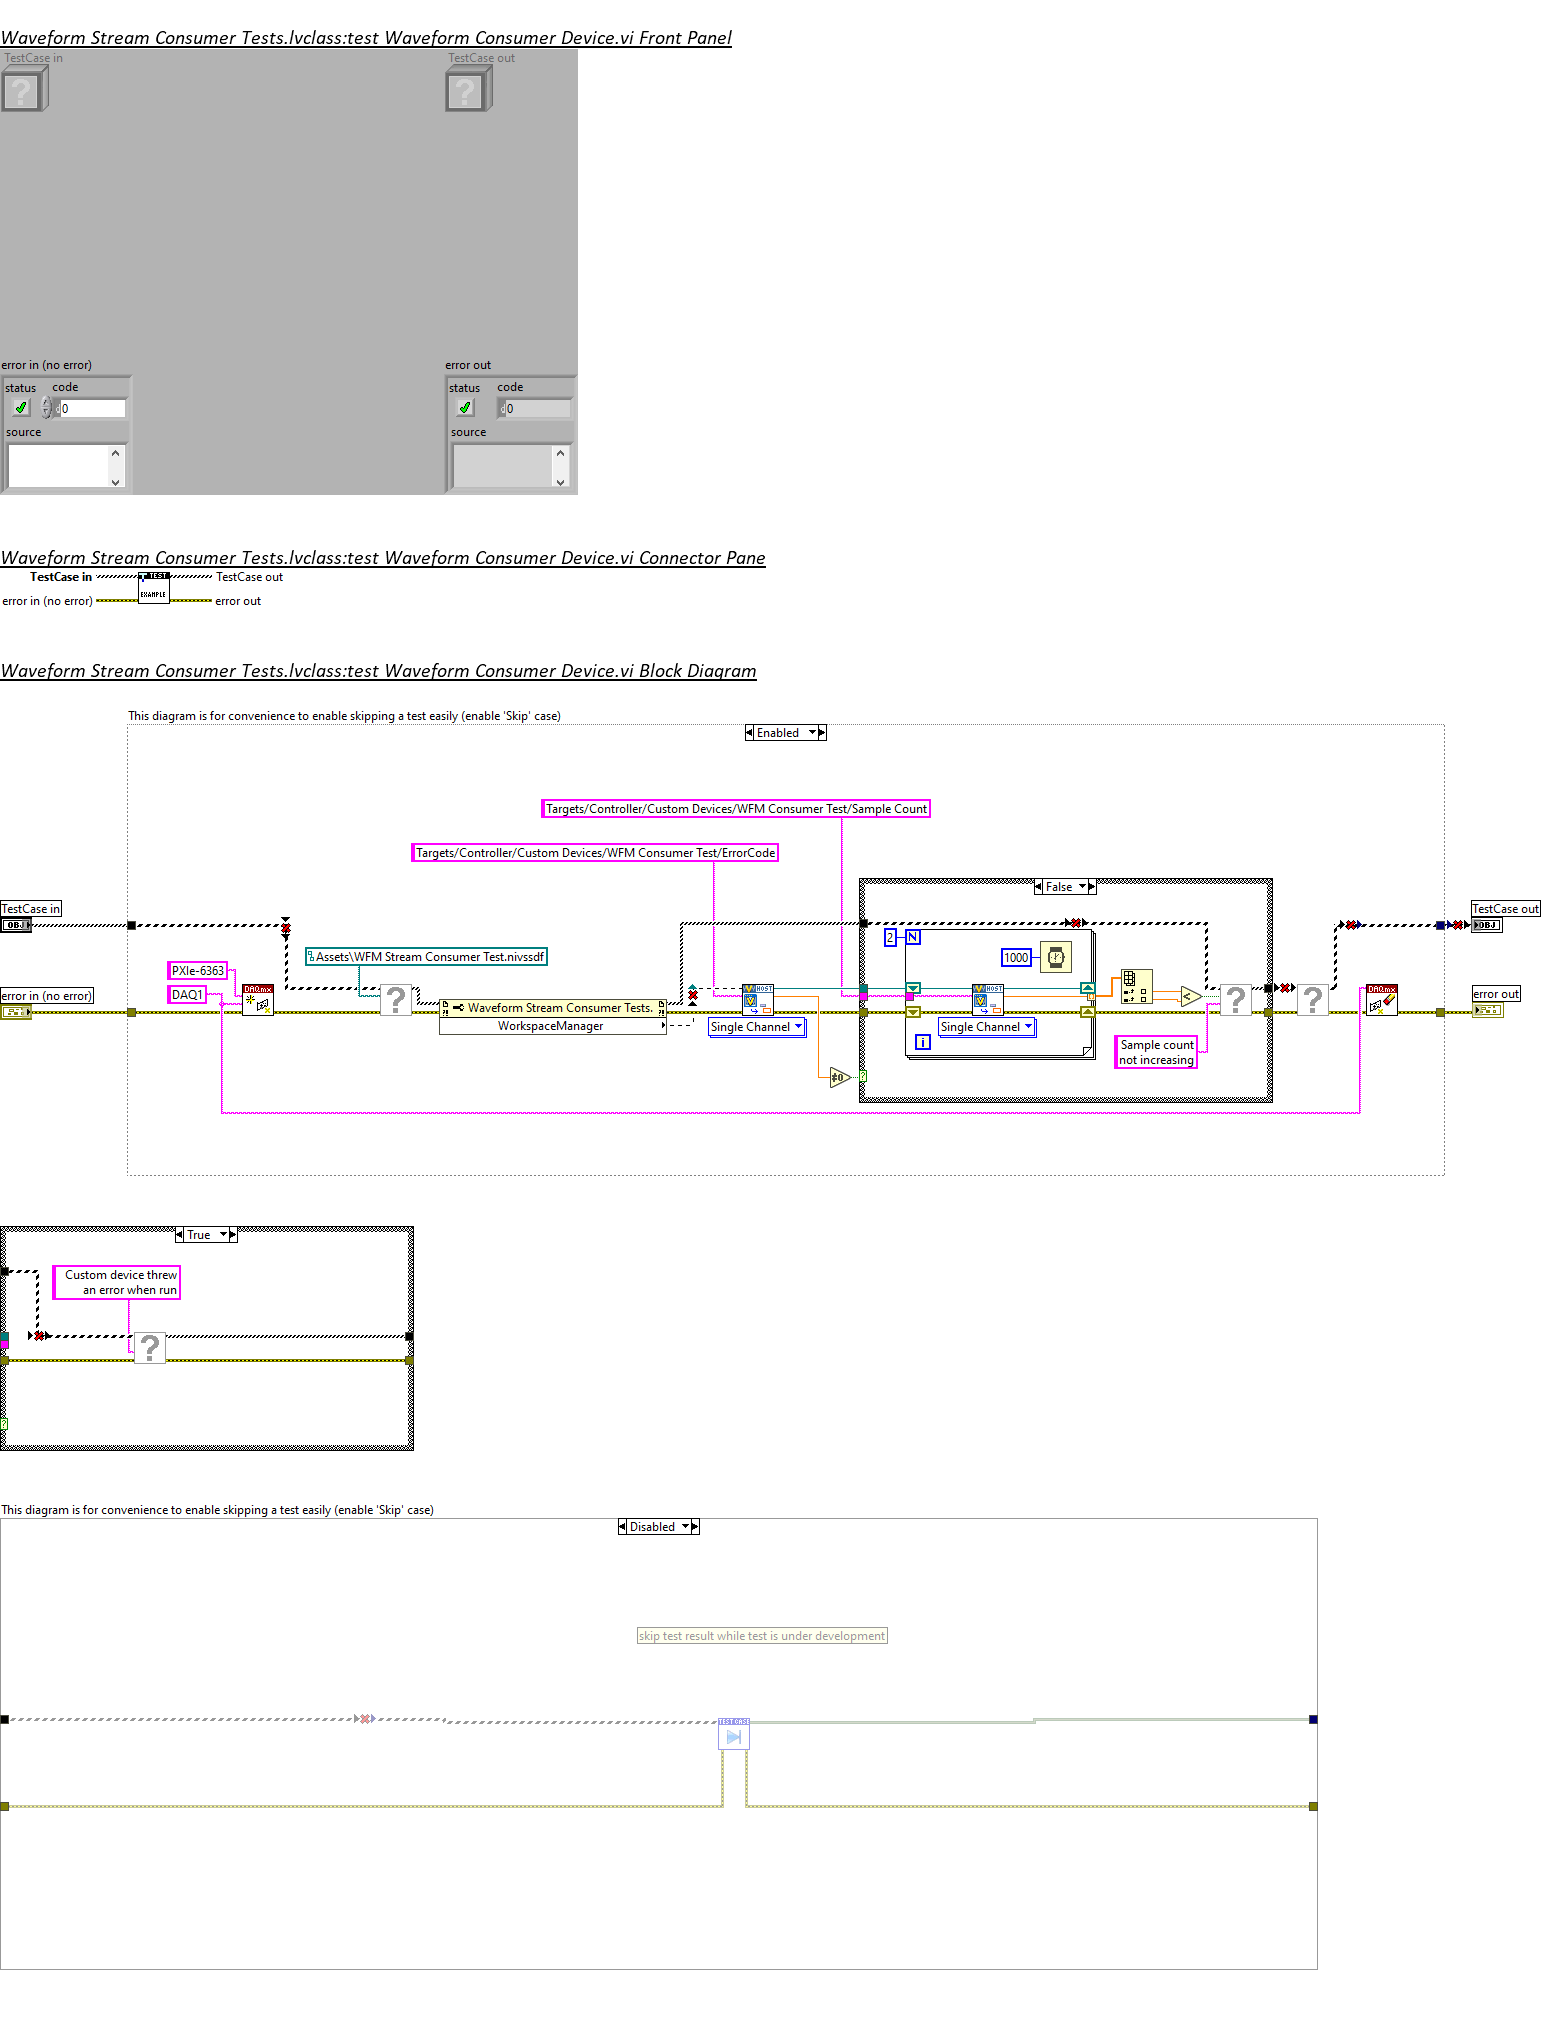 Waveform Stream Consumer Tests.lvclass:test Waveform Consumer Device.vi Front Panel
TestCase in
TestCase out
error in (no error)
error out
status
code
status
code
d0
d0
source
source
Waveform Stream Consumer Tests.lvclass:test Waveform Consumer Device.vi Connector Pane
TestCase in
TEST
TestCase out
error in (no error)
EXAMPLE
error out
Waveform Stream Consumer Tests.lvclass:test Waveform Consumer Device.vi Block Diagram
This diagram is for convenience to enable skipping a test easily (enable 'Skip' case)
Enabled
Targets/Controller/Custom Devices/WFM Consumer Test/Sample Count
Targets/Controller/Custom Devices/WFM Consumer Test/ErrorCode
False
TestCase in
OBJ
TestCase out
OBJ
2
N
1000
Assets\WFM Stream Consumer Test.nivssdf
PXIe-6363
DAQ1
DAQmx
error in (no error)
?
Waveform Stream Consumer Tests.
WorkspaceManager
HOST
Single Channel
HOST
Single Channel
i
<
?
?
DAQmx
error out
Sample count
not increasing
≠0
?
True
Custom device threw
an error when run
?
?
This diagram is for convenience to enable skipping a test easily (enable 'Skip' case)
Disabled
skip test result while test is under development
TEST CASE